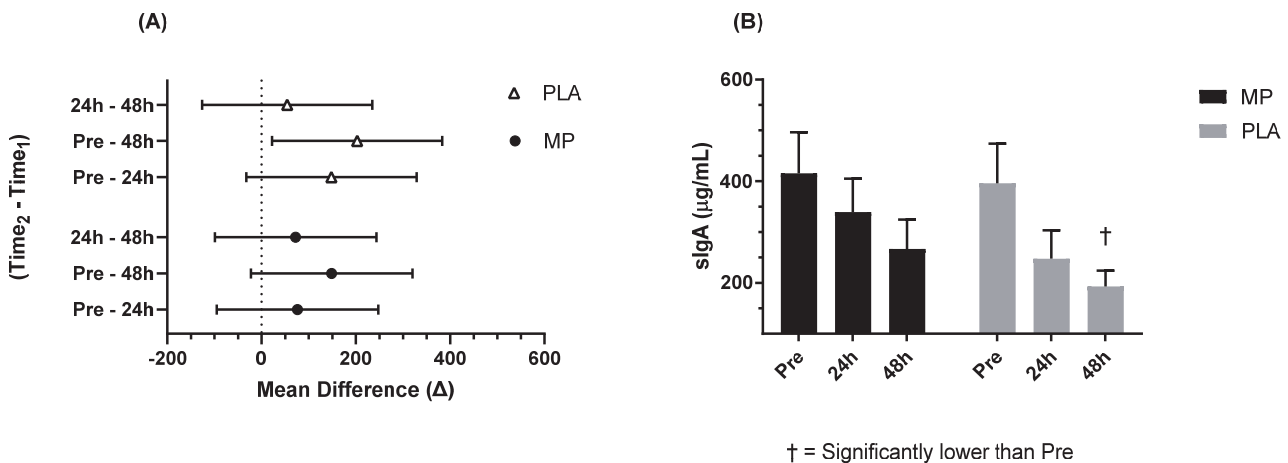 (A)
(Time₂ - Time₁)
24h - 48h
Pre - 48h
Pre - 24h
24h - 48h
Pre - 48h
Pre - 24h
-200 0 200 400 600
Mean Difference (Δ)
PLA
MP
(B)
sIgA (μg/mL)
600
400
200
Pre 24h 48h Pre 24h 48h
†
MP
PLA
† = Significantly lower than Pre